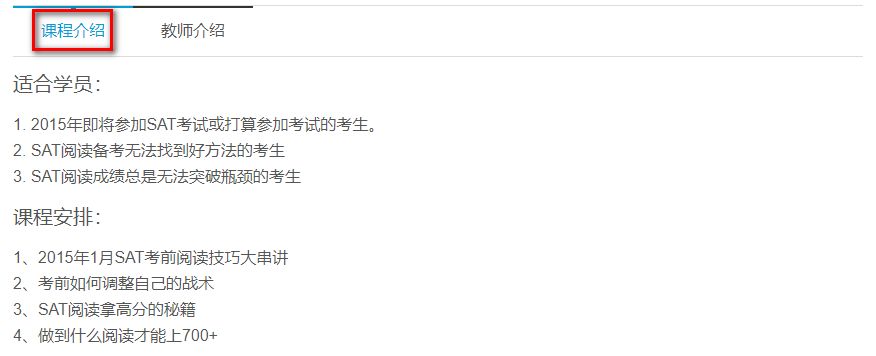 课程介绍 教师介绍
适合学员：
1. 2015年即将参加SAT考试或打算参加考试的考生。
2. SAT阅读备考无法找到好方法的考生
3. SAT阅读成绩总是无法突破瓶颈的考生
课程安排：
1、2015年1月SAT考前阅读技巧大串讲
2、考前如何调整自己的战术
3、SAT阅读拿高分的秘籍
4、做到什么阅读才能上700+